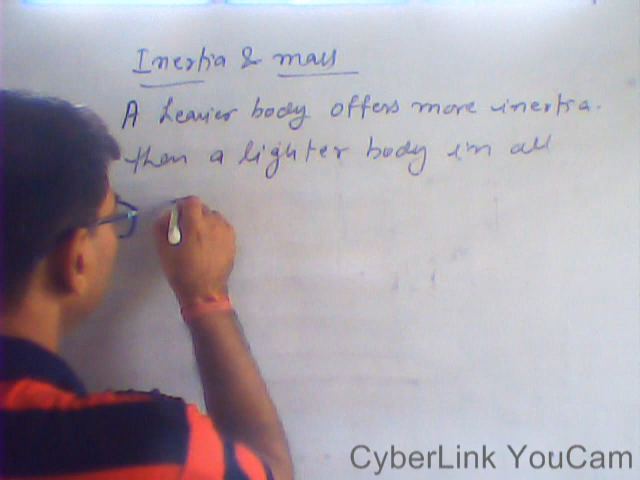 Inertia & mass
A heavier body offers more inertia.
then a lighter body in all
CyberLink YouCam